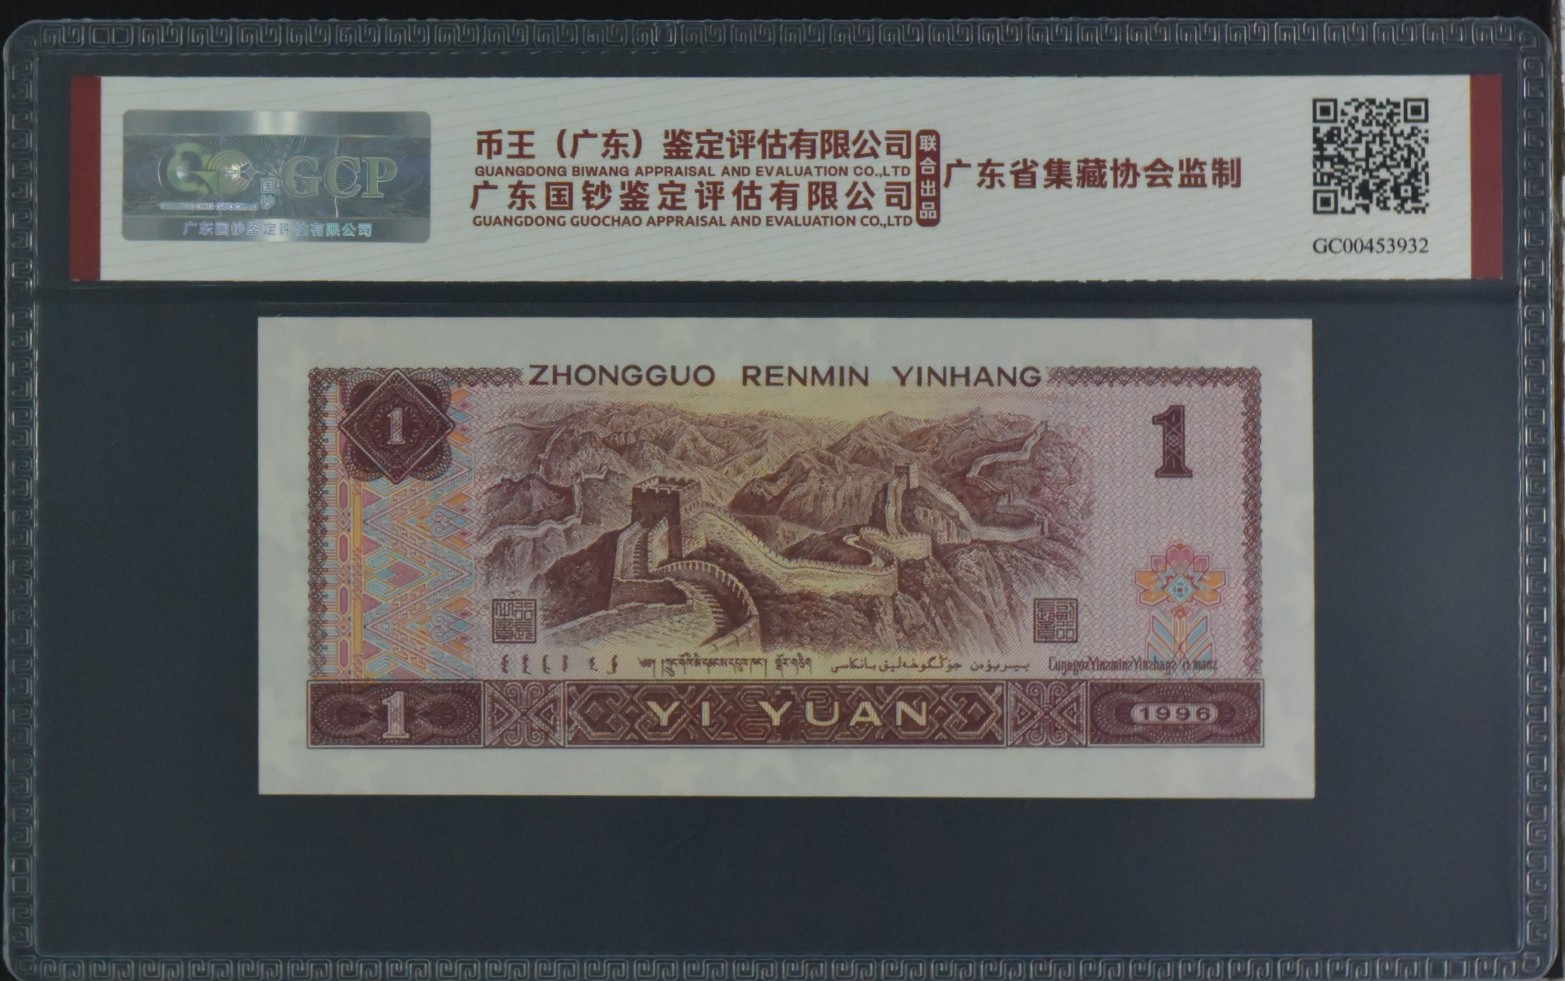 GCP
广东国钞鉴定评估有限公司
币王（广东）鉴定评估有限公司
GUANGDONG BIWANG APPRAISAL AND EVALUATION CO.,LTD
广东国钞鉴定评估有限公司
GUANGDONG GUOCHAO APPRAISAL AND EVALUATION CO.,LTD
联合出品
广东省集藏协会监制
GC00453932
ZHONGGUO RENMIN YINHANG
1
1
1
YI YUAN
1996